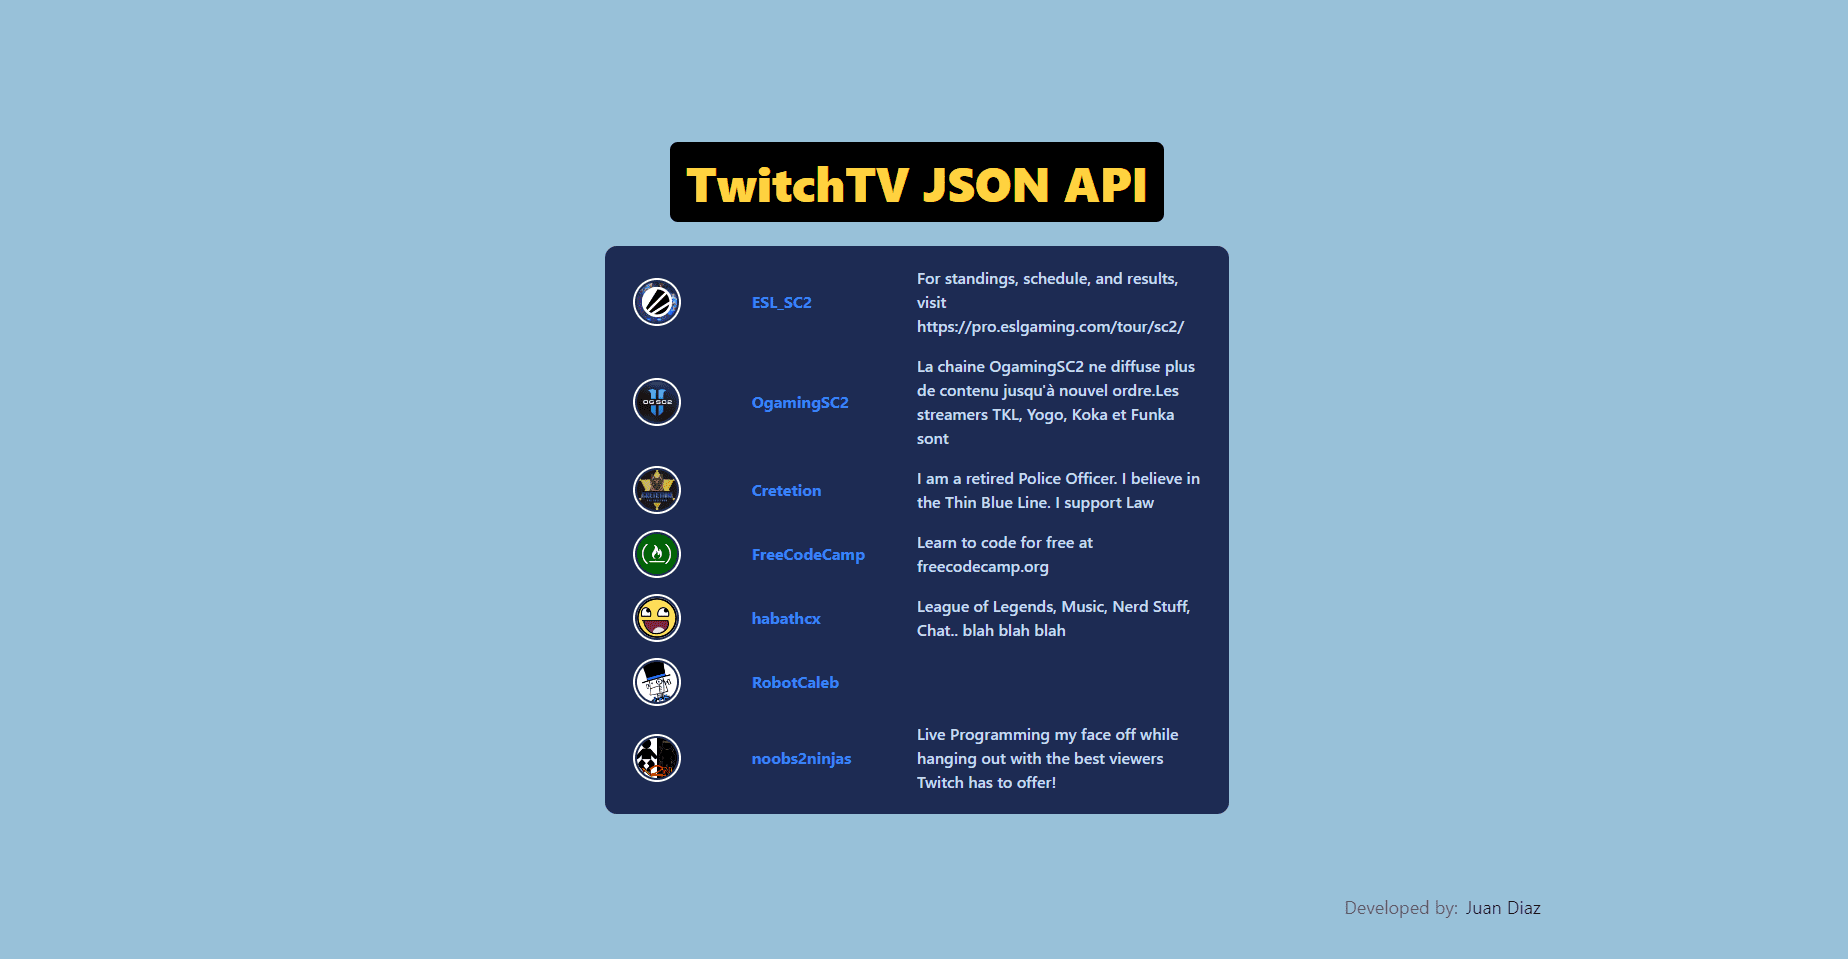 TwitchTV JSON API
For standings, schedule, and results,
visit
ESL_SC2
https://pro.eslgaming.com/tour/sc2/
La chaine OgamingSC2 ne diffuse plus
de contenu jusqu'à nouvel ordre.Les
OG SC2
OgamingSC2
streamers TKL, Yogo, Koka et Funka
sont
I am a retired Police Officer. I believe in
Cretetion
the Thin Blue Line. I support Law
Learn to code for free at
FreeCodeCamp
freecodecamp.org
League of Legends, Music, Nerd Stuff,
habathcx
Chat.. blah blah blah
RobotCaleb
Live Programming my face off while
noobs2ninjas
hanging out with the best viewers
Twitch has to offer!
Developed by: Juan Diaz